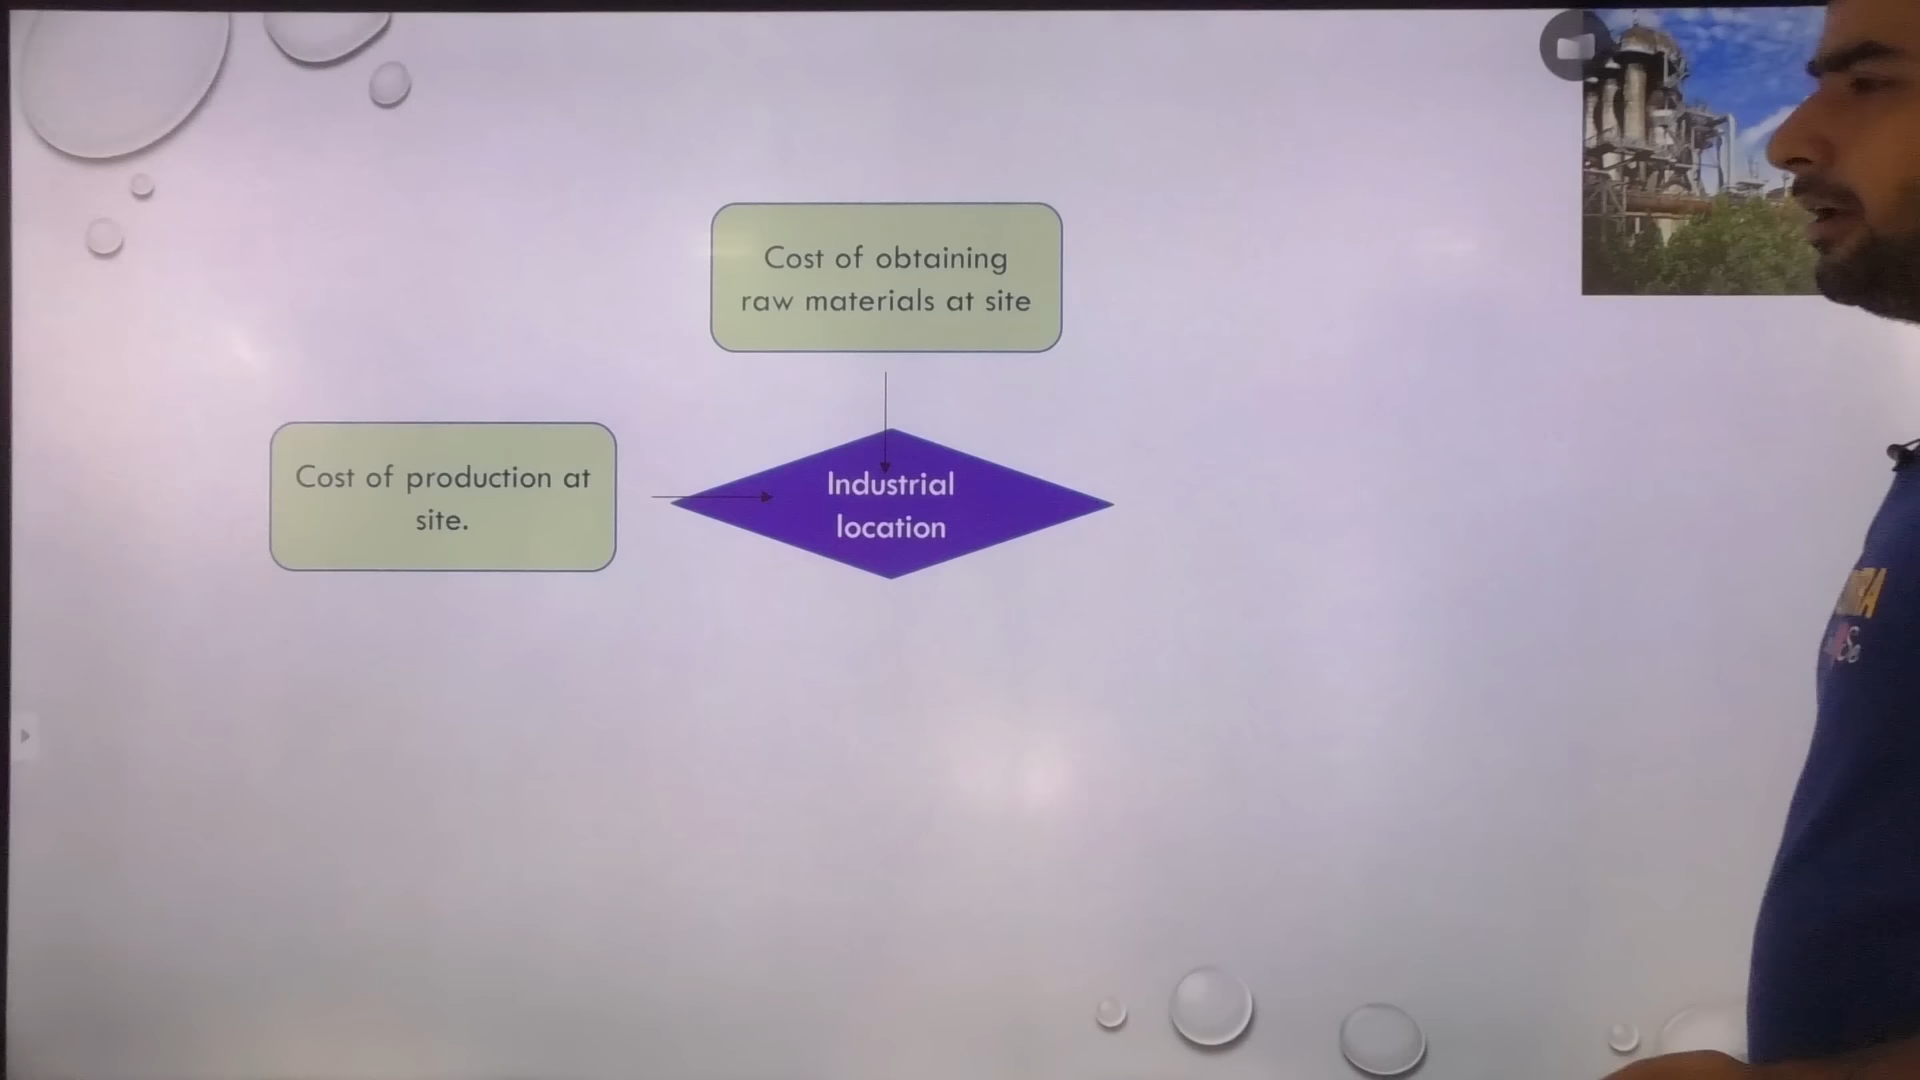 Cost of obtaining
raw materials at site
Cost of production at
site.
Industrial
location